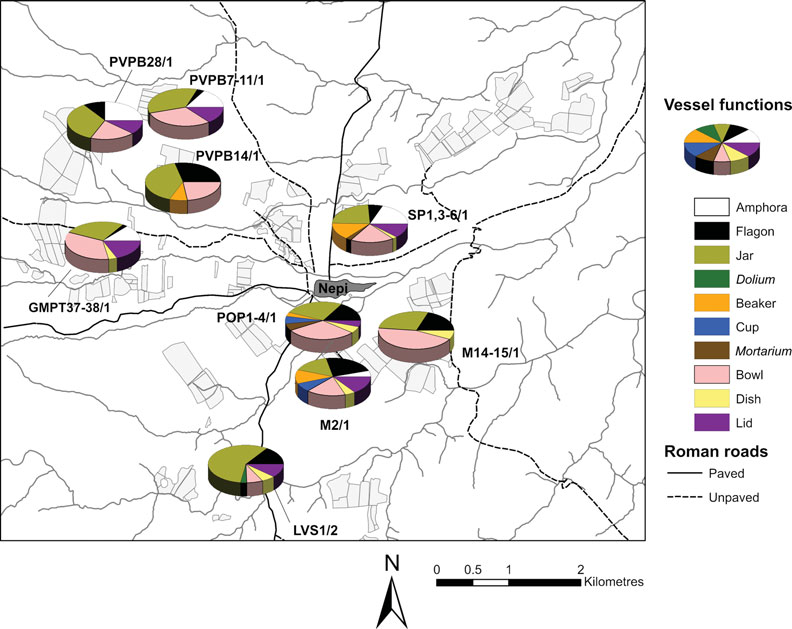 PVPB28/1
PVPB7-11/1
PVPB14/1
SP1,3-6/1
GMPT37-38/1
Nepi
POP1-4/1
M14-15/1
M2/1
LVS1/2
Vessel functions
Amphora
Flagon
Jar
Dolium
Beaker
Cup
Mortarium
Bowl
Dish
Lid
Roman roads
Paved
Unpaved
N
0 0.5 1 2
Kilometres